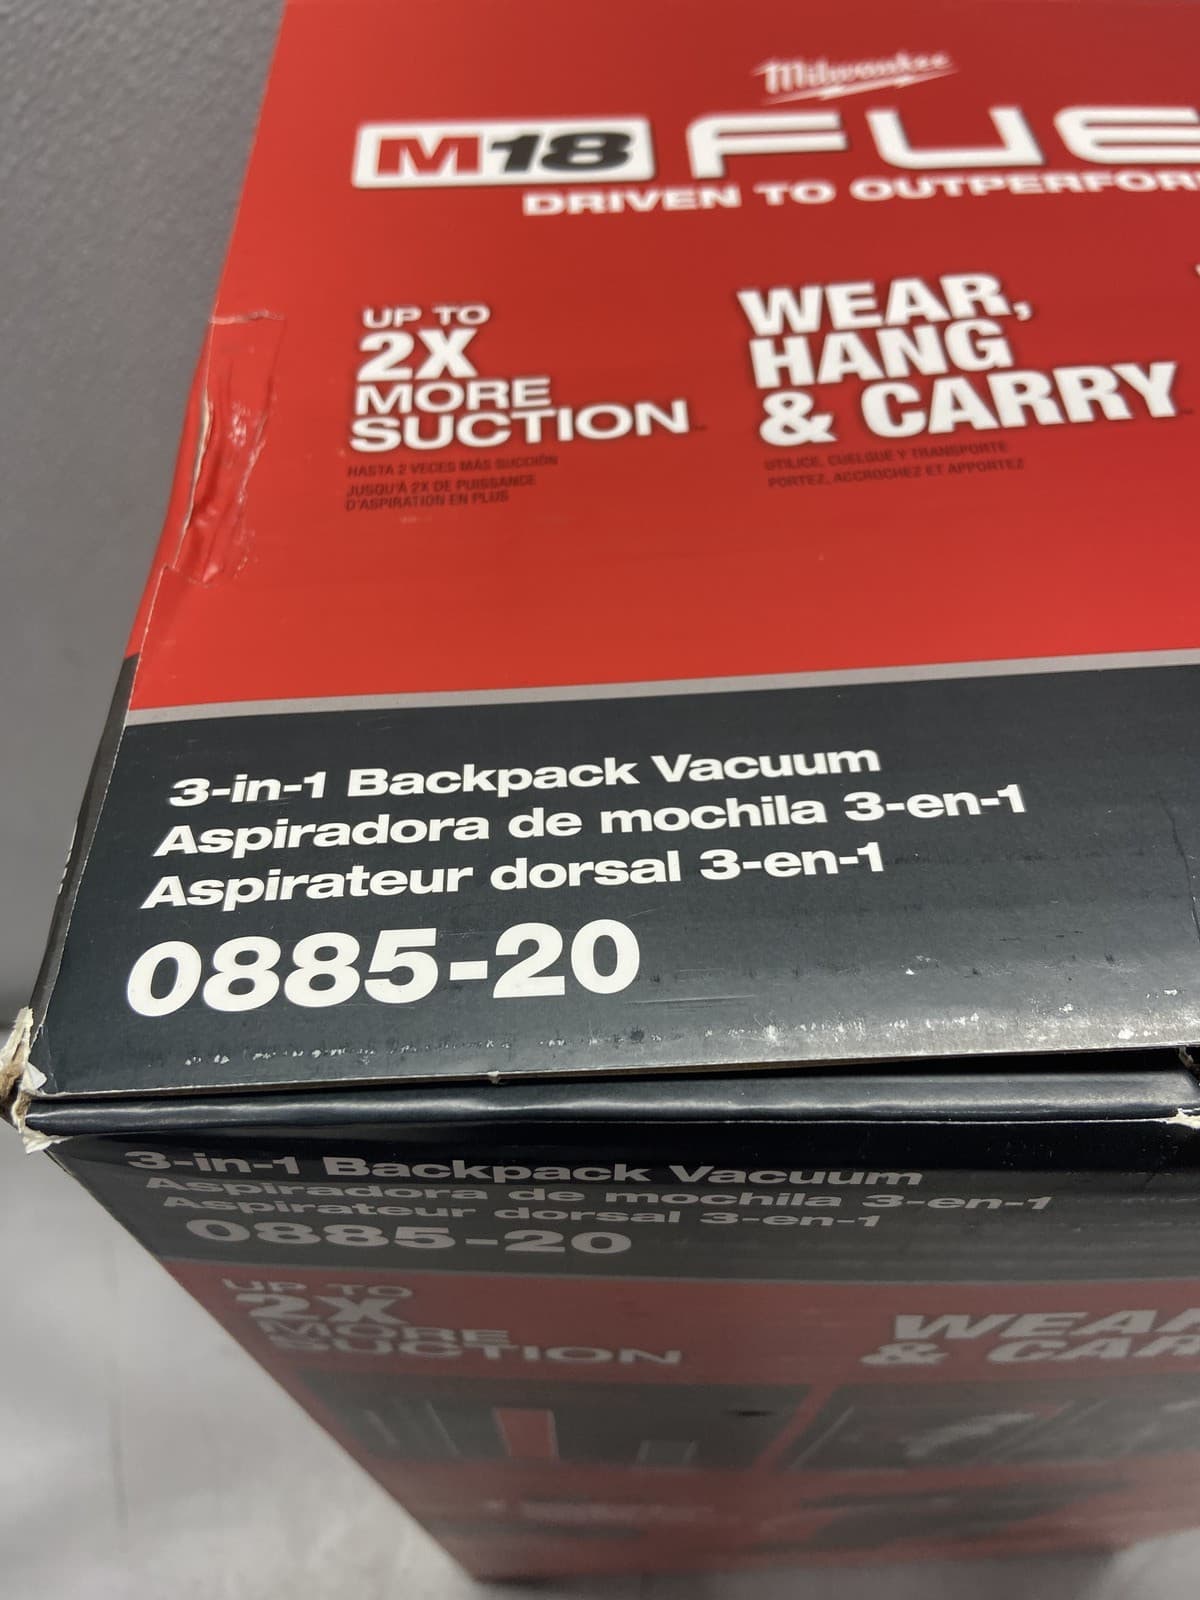 Milwaukee
M18 FUE
DRIVEN TO OUTPERFOR
UP TO
2X
MORE
SUCTION
HASTA 2 VECES MÁS SUCCIÓN
JUSQU'À 2X DE PUISSANCE
D'ASPIRATION EN PLUS
WEAR,
HANG
& CARRY
UTILICE, CUELGUE Y TRANSPORTE
PORTEZ, ACCROCHEZ ET APPORTEZ
3-in-1 Backpack Vacuum
Aspiradora de mochila 3-en-1
Aspirateur dorsal 3-en-1
0885-20
3-in-1 Backpack Vacuum
Aspiradora de mochila 3-en-1
Aspirateur dorsal 3-en-1
0885-20
UP TO
2X
MORE
SUCTION
WEA
& CAR